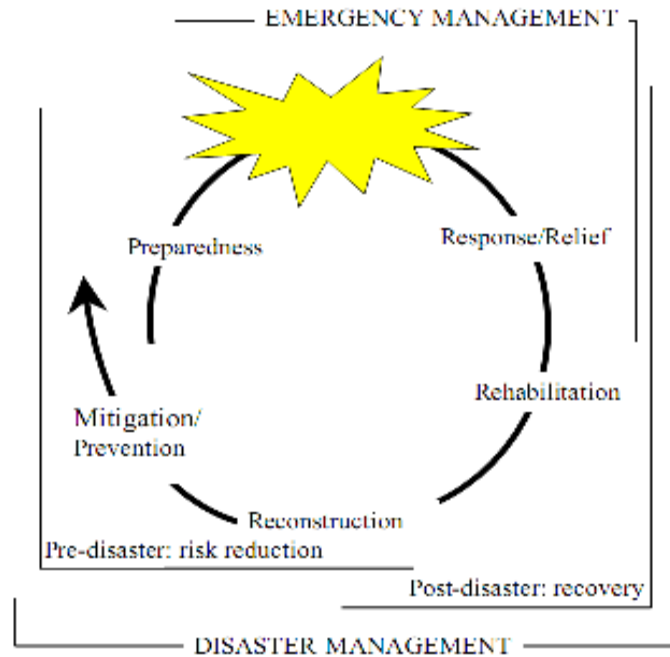 EMERGENCY MANAGEMENT
Preparedness
Response/Relief
Rehabilitation
Mitigation/
Prevention
Reconstruction
Pre-disaster: risk reduction
Post-disaster: recovery
DISASTER MANAGEMENT